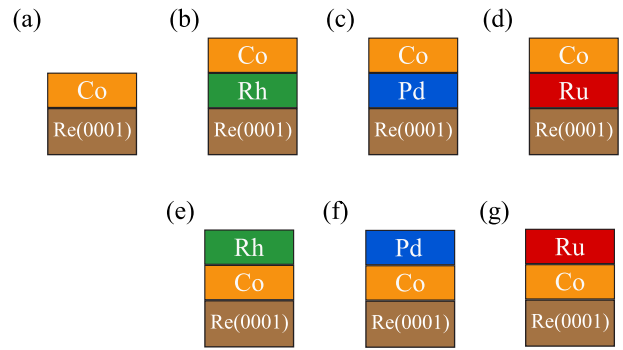 (a)
(b)
(c)
(d)
Co
Co
Co
Co
Rh
Pd
Ru
Re(0001)
Re(0001)
Re(0001)
Re(0001)
(e)
(f)
(g)
Rh
Pd
Ru
Co
Co
Co
Re(0001)
Re(0001)
Re(0001)